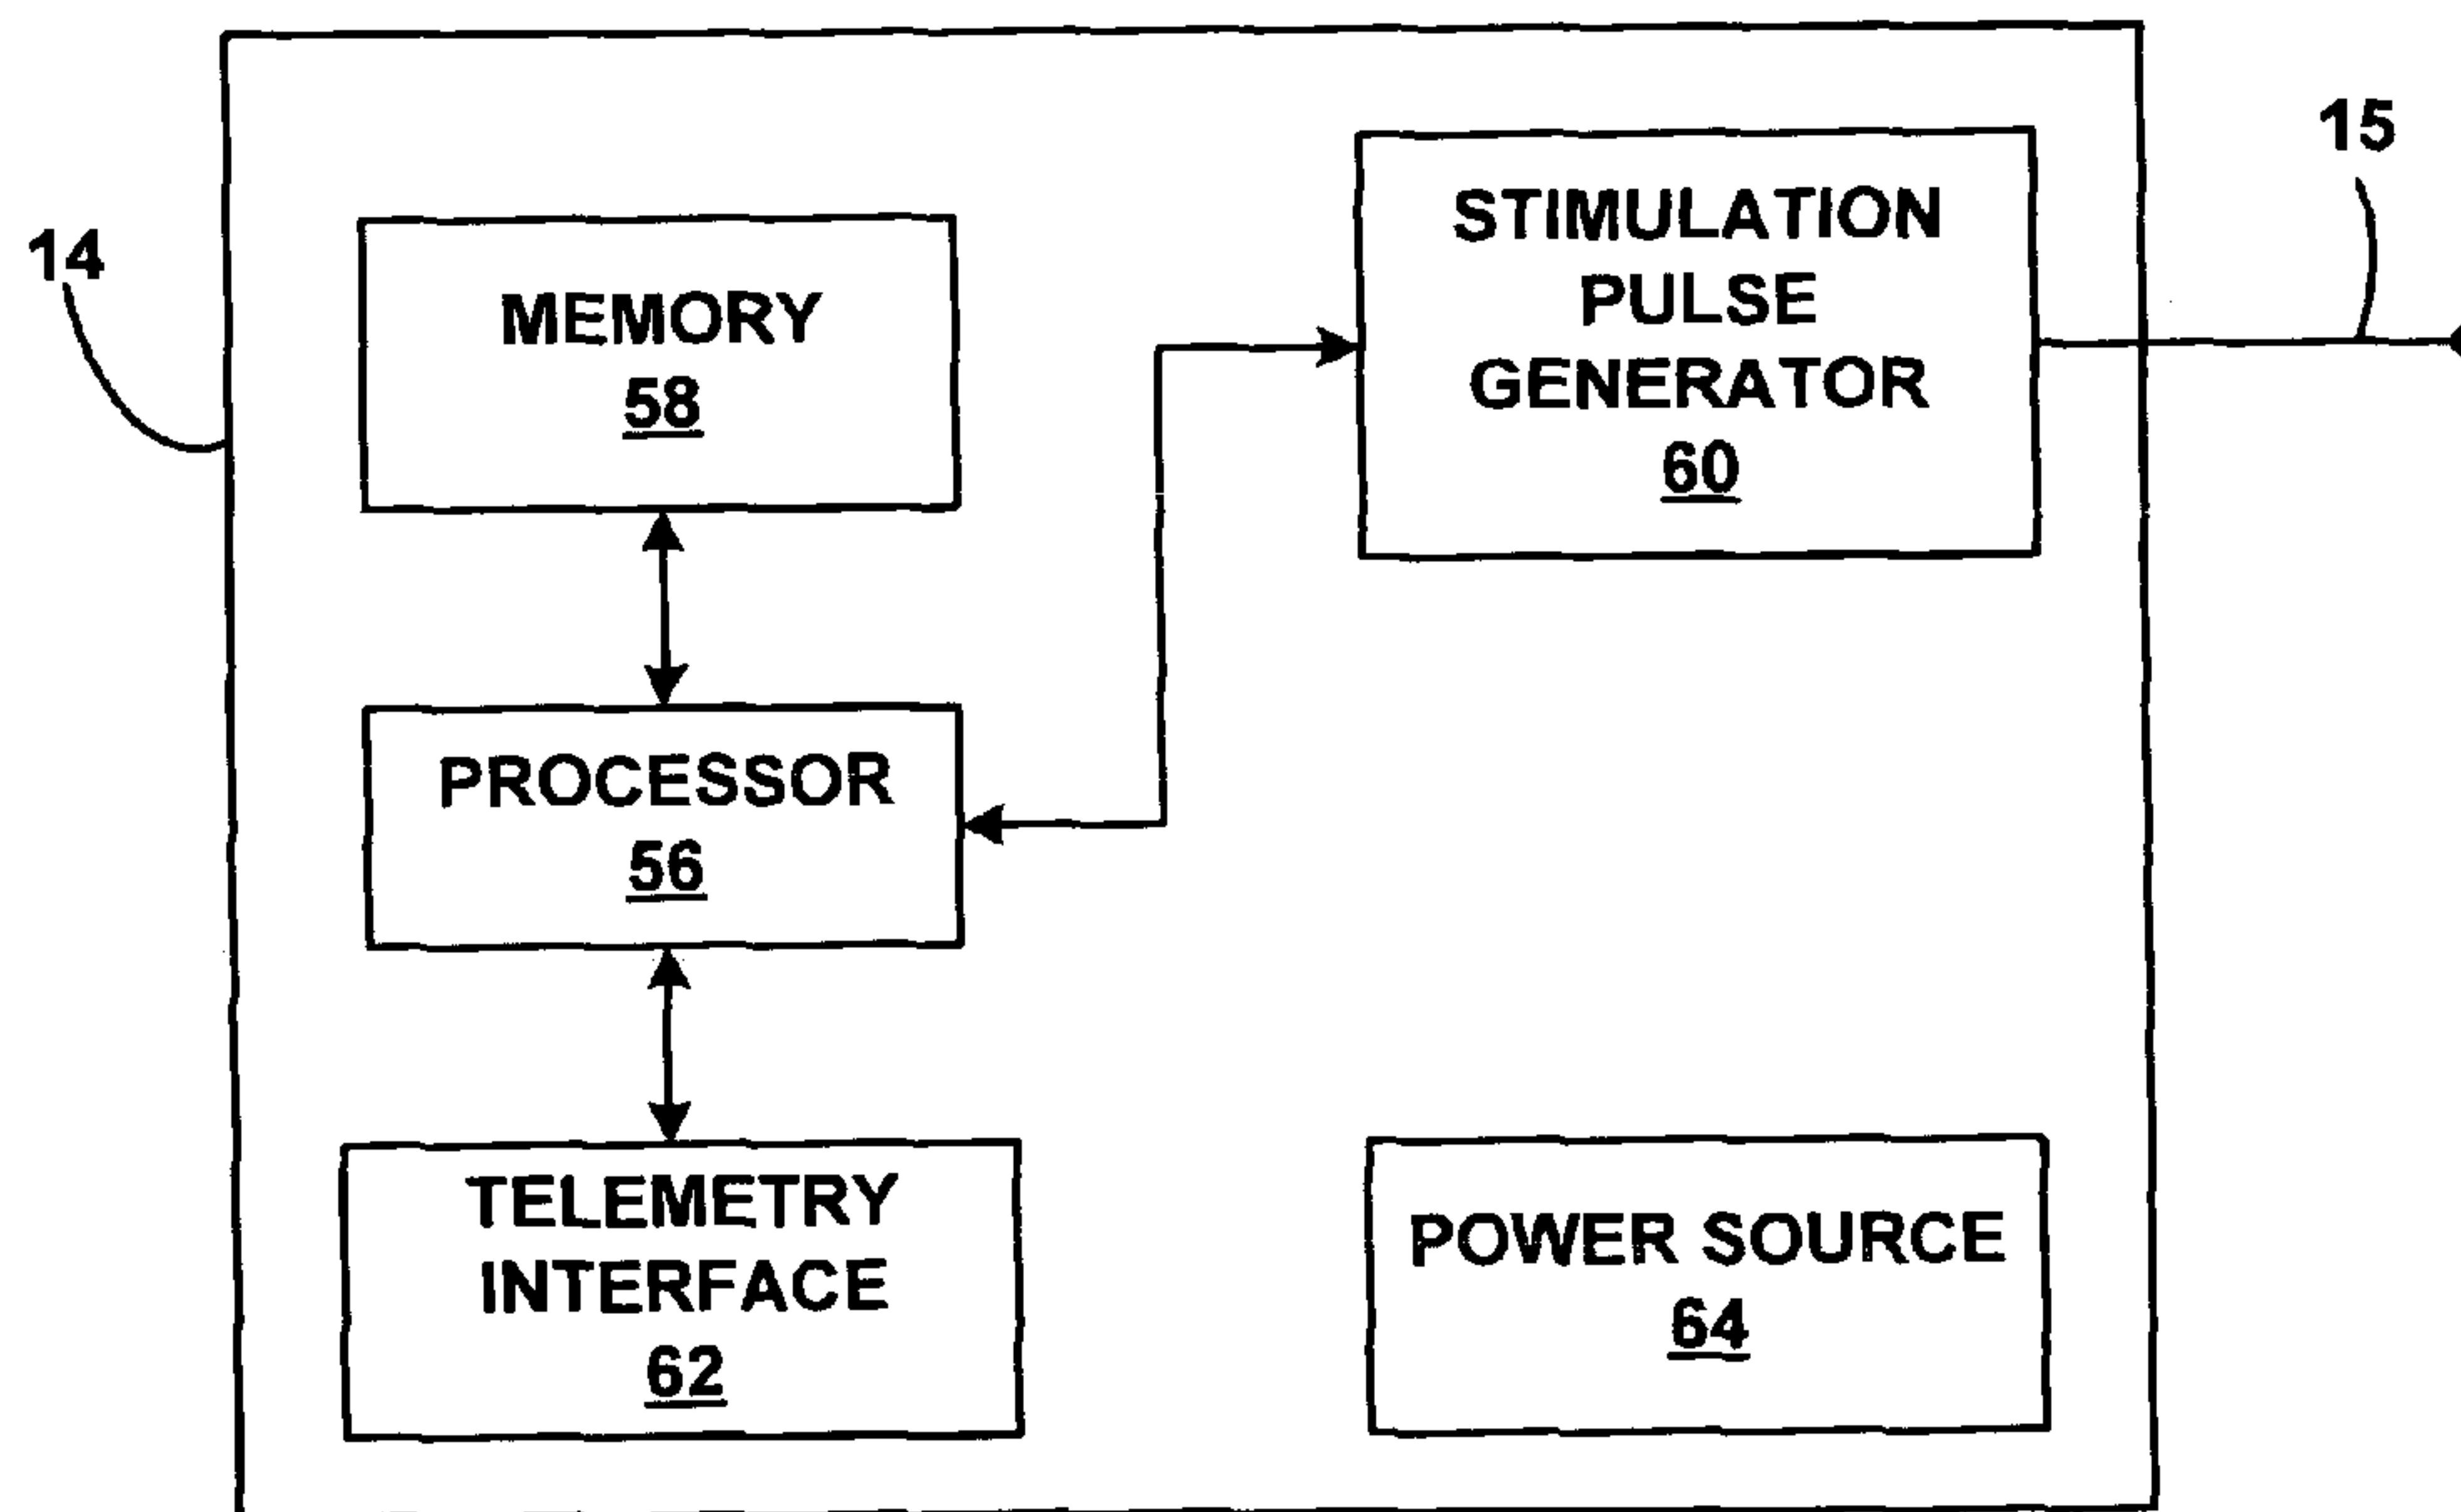 15
14
MEMORY
58
STIMULATION
PULSE
GENERATOR
60
PROCESSOR
56
TELEMETRY
INTERFACE
62
POWER SOURCE
64